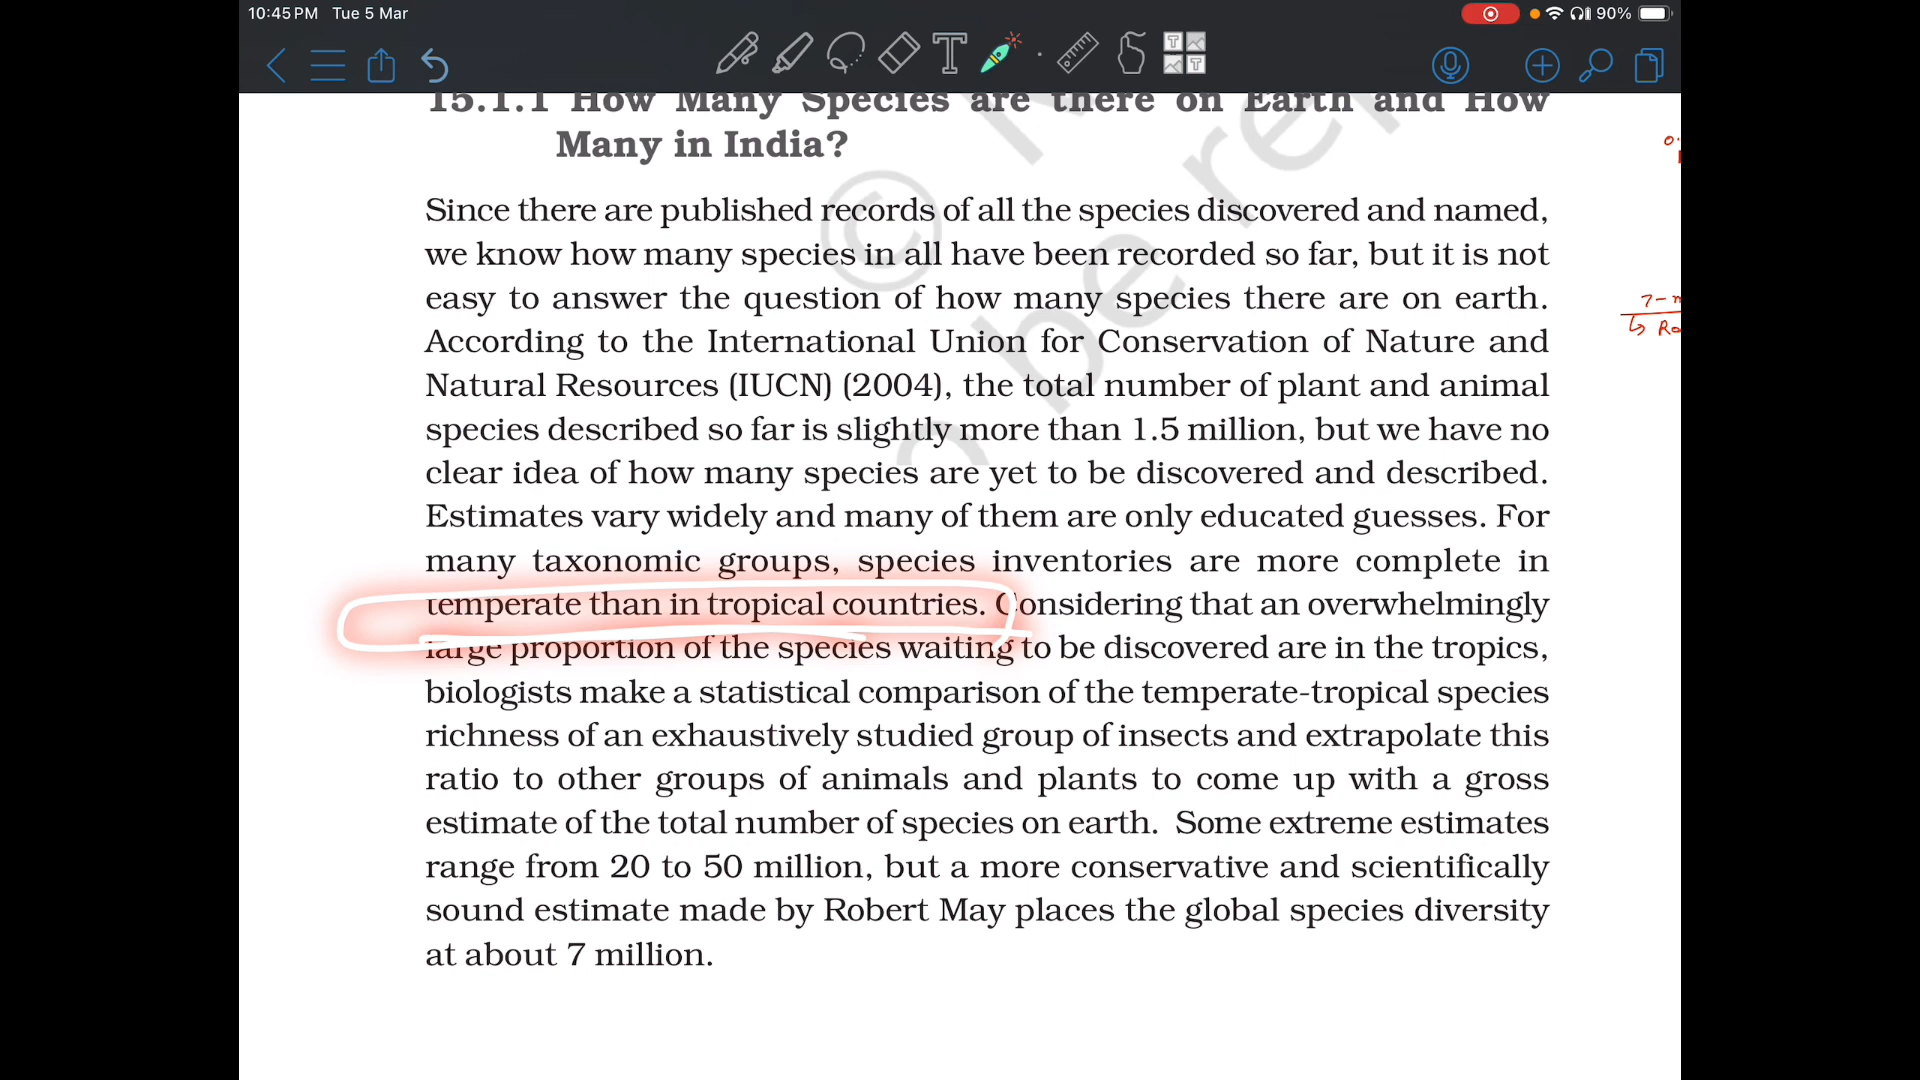 10:45 PM Tue 5 Mar
90%
15.1.1 How Many Species are there on Earth and How
Many in India?
Since there are published records of all the species discovered and named,
we know how many species in all have been recorded so far, but it is not
easy to answer the question of how many species there are on earth.
According to the International Union for Conservation of Nature and
Natural Resources (IUCN) (2004), the total number of plant and animal
species described so far is slightly more than 1.5 million, but we have no
clear idea of how many species are yet to be discovered and described.
Estimates vary widely and many of them are only educated guesses. For
many taxonomic groups, species inventories are more complete in
temperate than in tropical countries. Considering that an overwhelmingly
large proportion of the species waiting to be discovered are in the tropics,
biologists make a statistical comparison of the temperate-tropical species
richness of an exhaustively studied group of insects and extrapolate this
ratio to other groups of animals and plants to come up with a gross
estimate of the total number of species on earth. Some extreme estimates
range from 20 to 50 million, but a more conservative and scientifically
sound estimate made by Robert May places the global species diversity
at about 7 million.